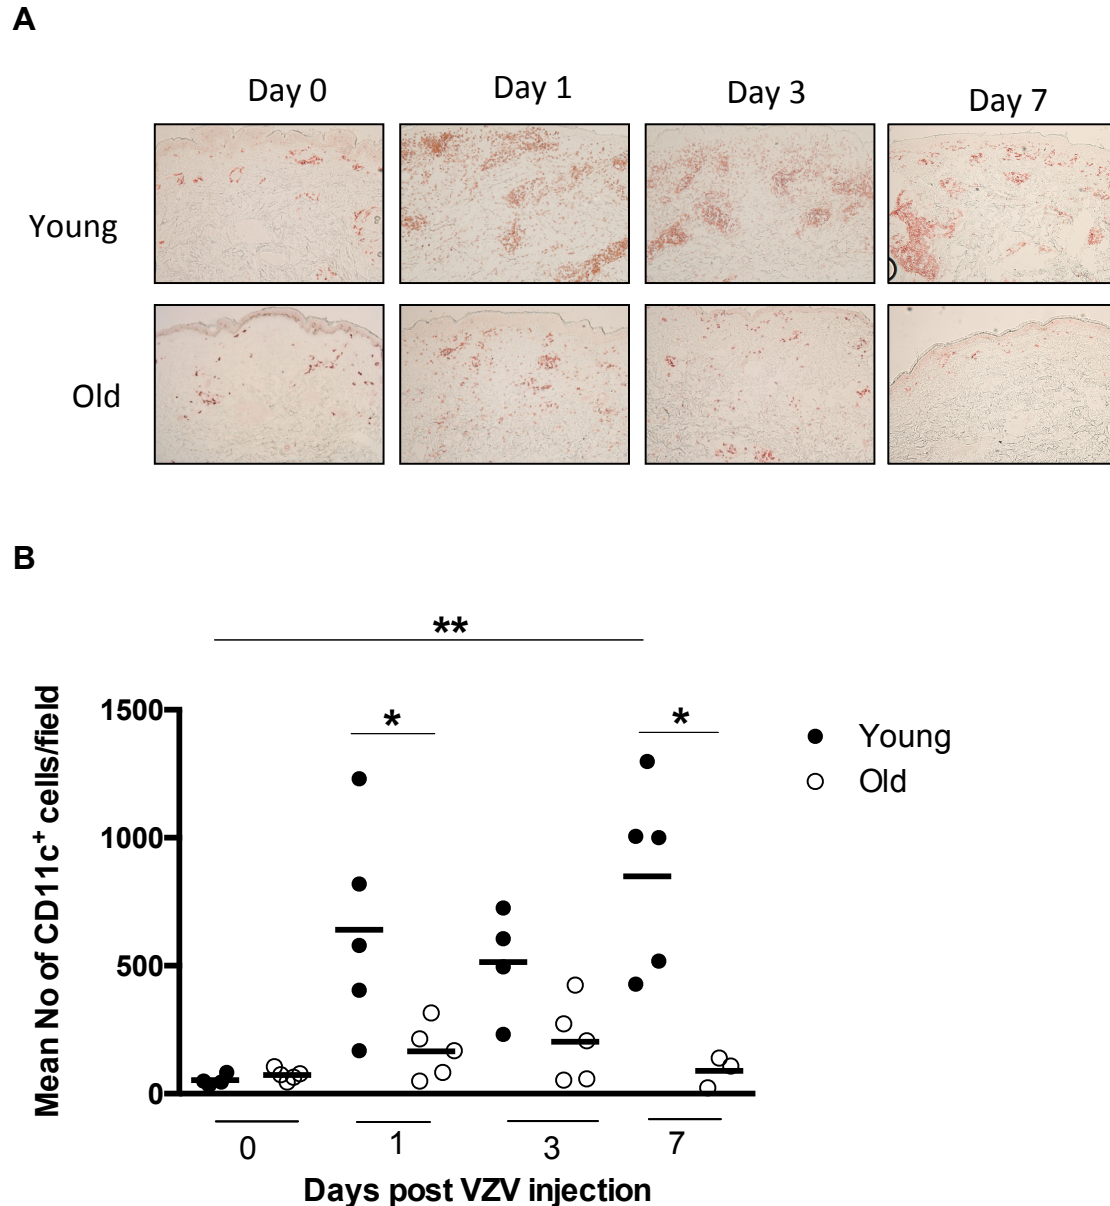 A
Day 0
Day 1
Day 3
Day 7
Young
Old
B
**
*
*
Mean No of CD11c⁺ cells/field
1500
1000
500
0
Young
Old
0
1
3
7
Days post VZV injection